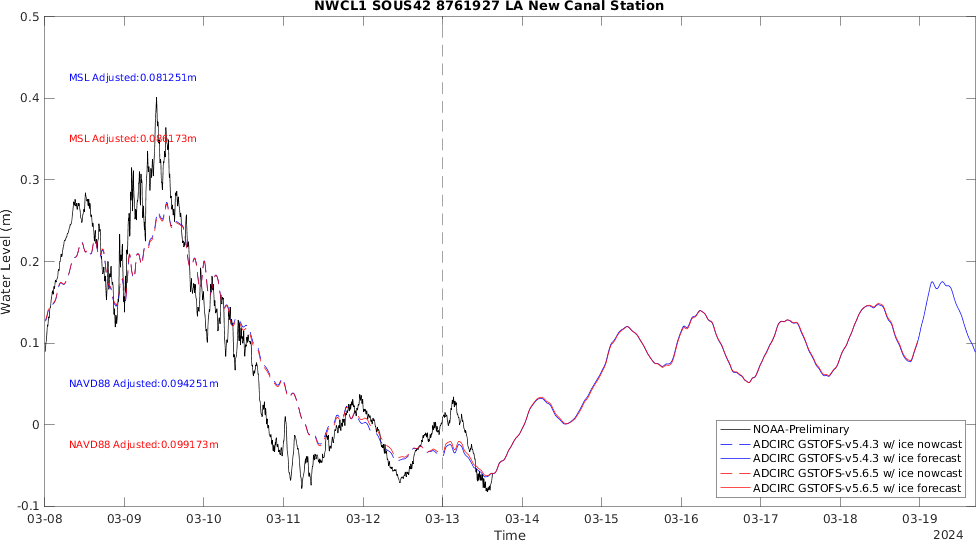 NWCL1 SOUS42 8761927 LA New Canal Station
0.5
MSL Adjusted:0.081251m
0.4
MSL Adjusted:0.086173m
0.3
0.2
Water Level (m)
0.1
NAVD88 Adjusted:0.094251m
0
NAVD88 Adjusted:0.099173m
NOAA-Preliminary
ADCIRC GSTOFS-v5.4.3 w/ ice nowcast
ADCIRC GSTOFS-v5.4.3 w/ ice forecast
ADCIRC GSTOFS-v5.6.5 w/ ice nowcast
ADCIRC GSTOFS-v5.6.5 w/ ice forecast
-0.1
03-08 03-09 03-10 03-11 03-12 03-13 03-14 03-15 03-16 03-17 03-18 03-19
Time
2024